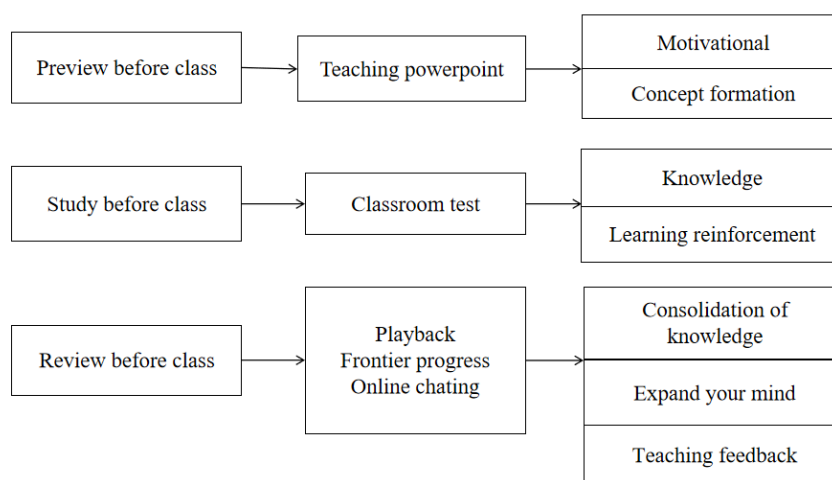 Preview before class
Teaching powerpoint
Motivational
Concept formation
Study before class
Classroom test
Knowledge
Learning reinforcement
Review before class
Playback
Frontier progress
Online chating
Consolidation of
knowledge
Expand your mind
Teaching feedback